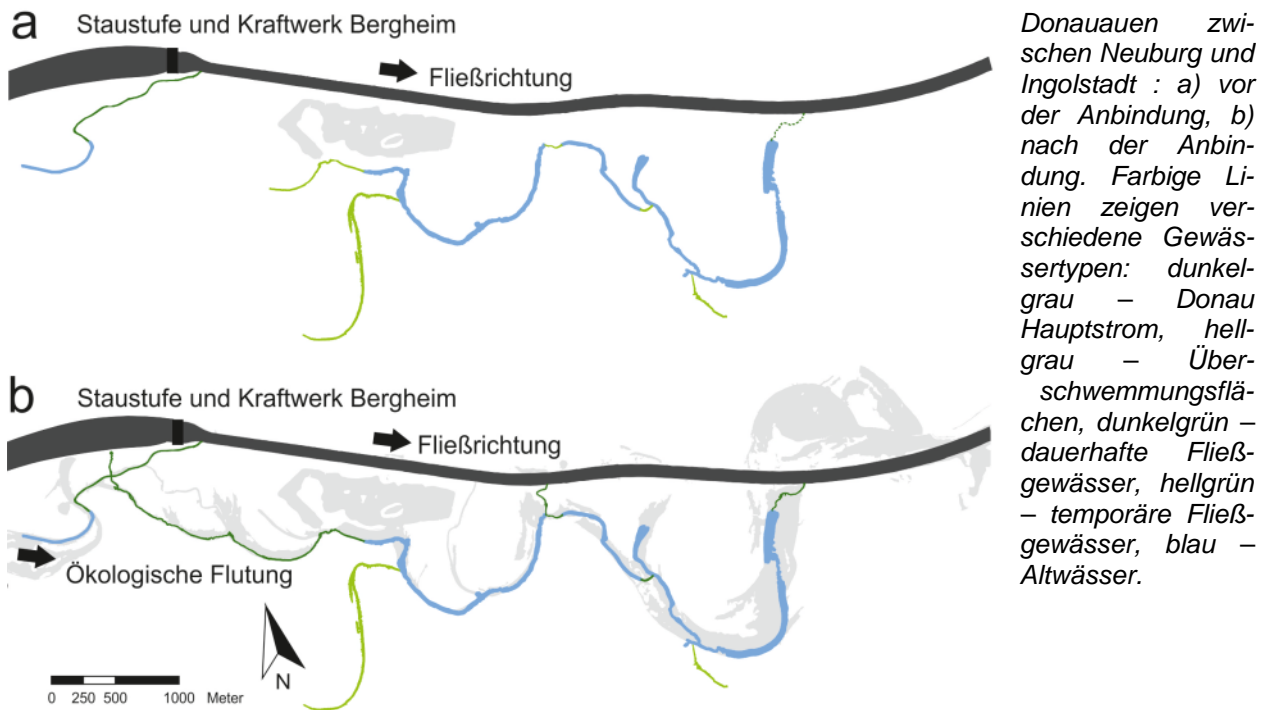 a
Staustufe und Kraftwerk Bergheim
Fließrichtung
b
Staustufe und Kraftwerk Bergheim
Fließrichtung
Ökologische Flutung
N
0 250 500 1000 Meter
Donauauen zwi-
schen Neuburg und
Ingolstadt : a) vor
der Anbindung, b)
nach der Anbin-
dung. Farbige Li-
nien zeigen ver-
schiedene Gewäs-
sertypen: dunkel-
grau – Donau
Hauptstrom, hell-
grau – Über-
schwemmungsflä-
chen, dunkelgrün –
dauerhafte Fließ-
gewässer, hellgrün
– temporäre Fließ-
gewässer, blau –
Altwässer.